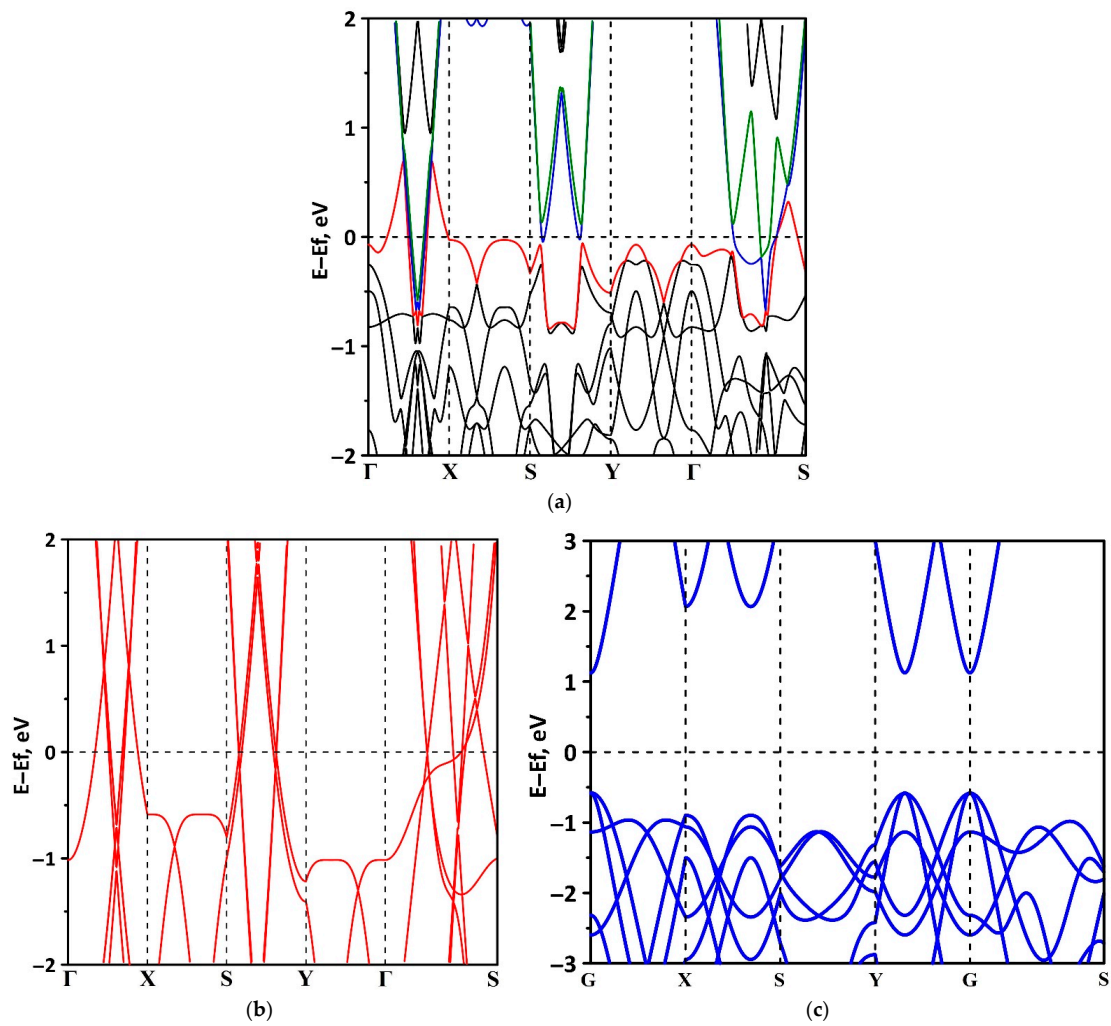 E−Ef, eV
2
1
0
−1
−2
Γ X S Y Γ S
(a)
E−Ef, eV
2
1
0
−1
−2
Γ X S Y Γ S
(b)
E−Ef, eV
3
2
1
0
−1
−2
−3
G X S Y G S
(c)